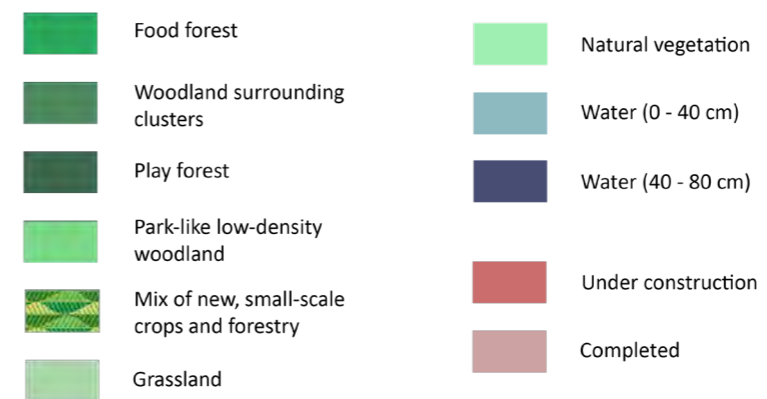 Food forest
Woodland surrounding
clusters
Play forest
Park-like low-density
woodland
Mix of new, small-scale
crops and forestry
Grassland
Natural vegetation
Water (0 - 40 cm)
Water (40 - 80 cm)
Under construction
Completed